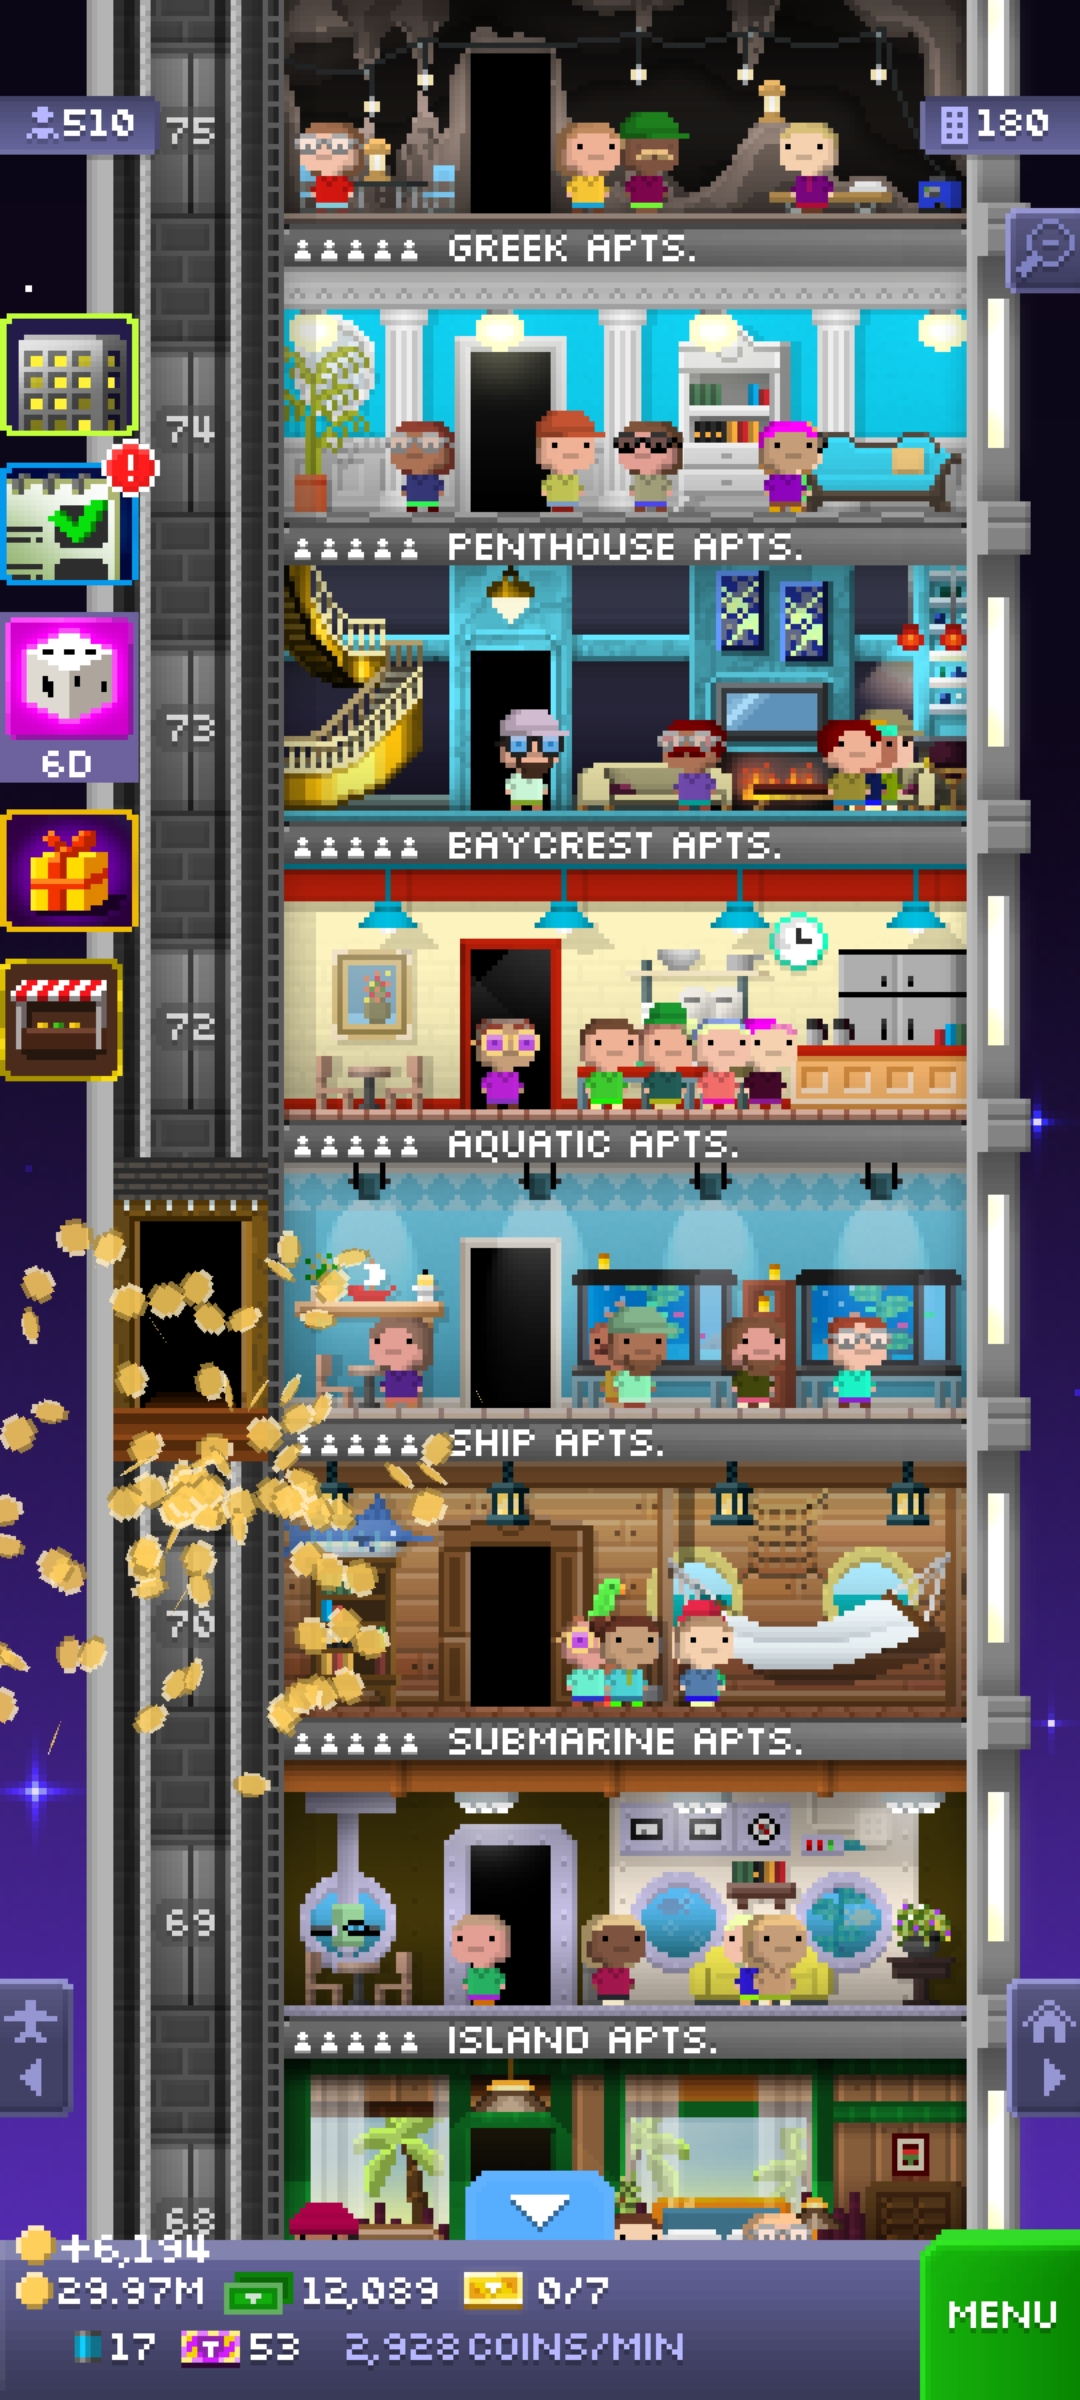 510
75
180
GREEK APTS.
74
PENTHOUSE APTS.
73
6D
BAYCREST APTS.
72
AQUATIC APTS.
SHIP APTS.
70
SUBMARINE APTS.
69
ISLAND APTS.
68
+6,194
29.97M 12,089 0/7
17 53 2,928 COINS/MIN
MENU